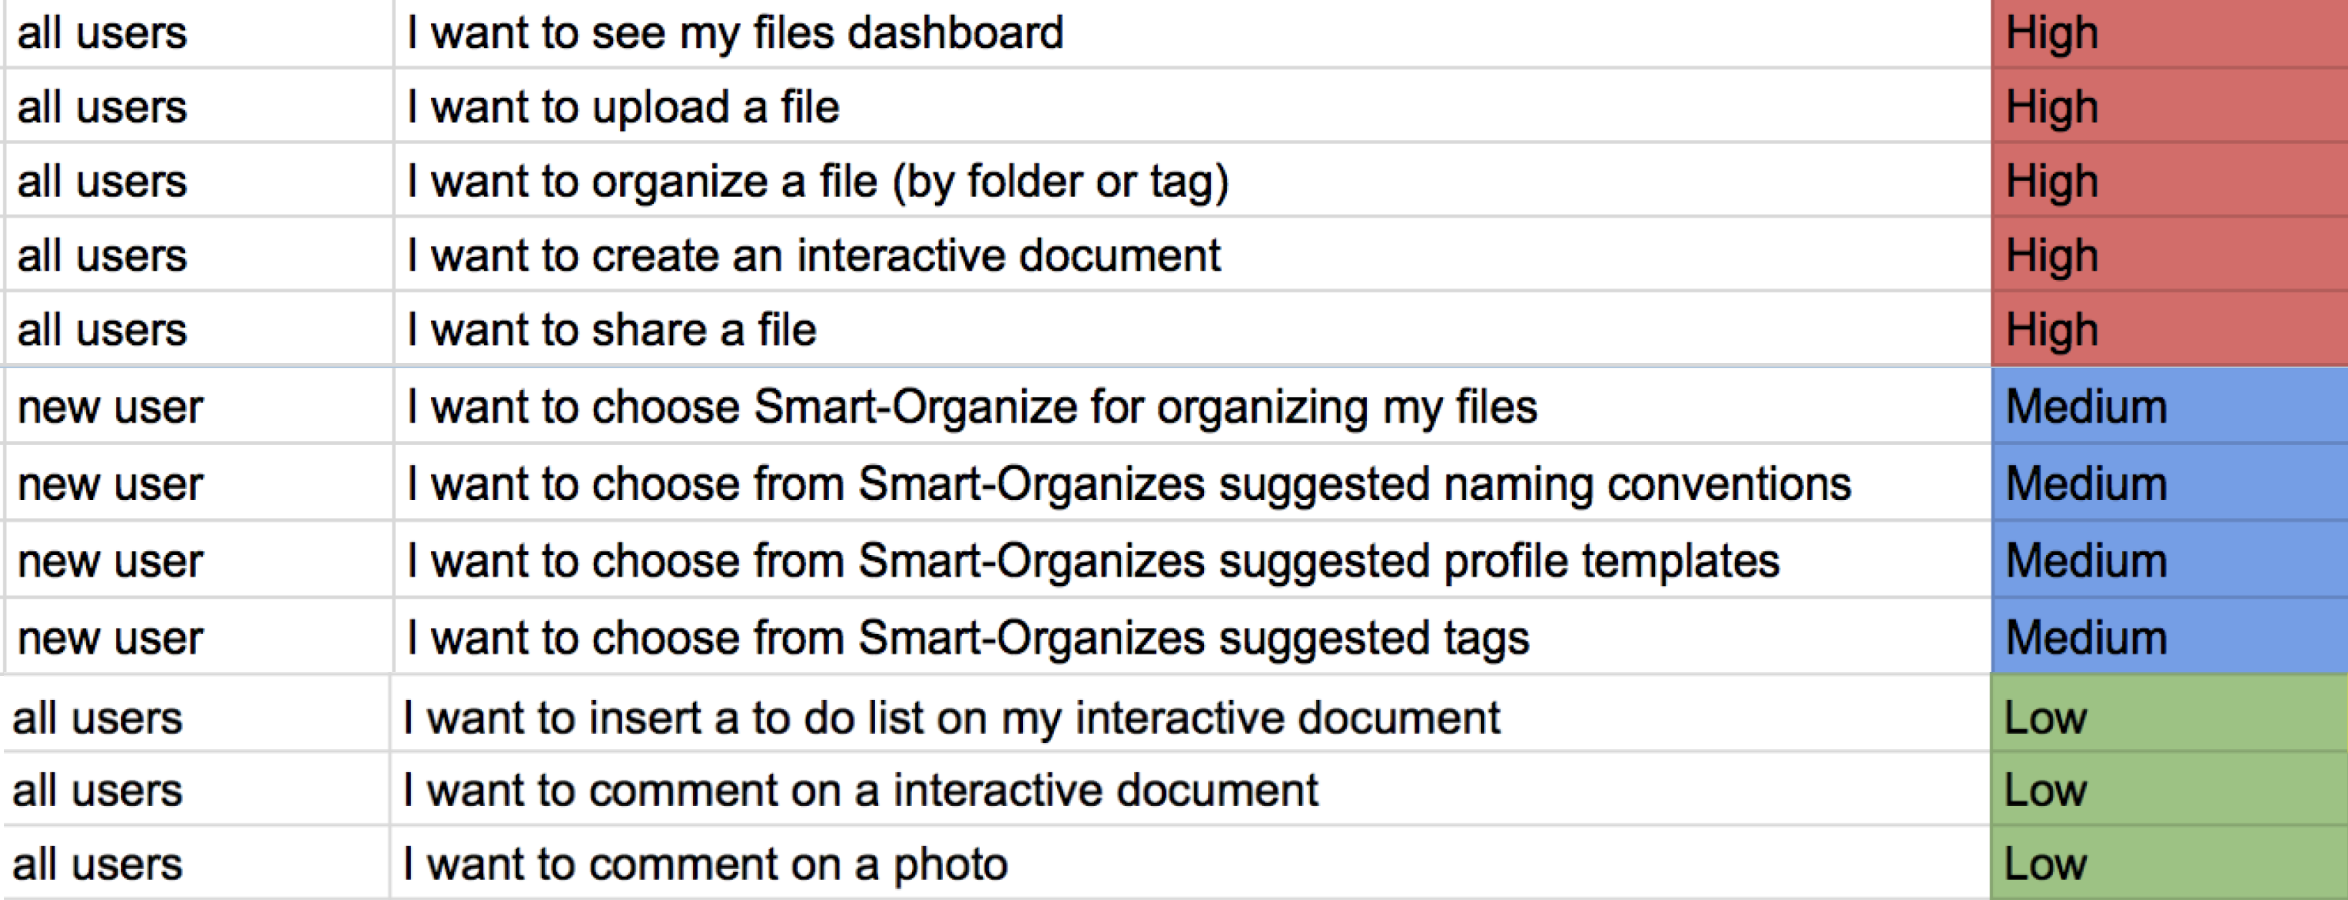 all users I want to see my files dashboard High
all users I want to upload a file High
all users I want to organize a file (by folder or tag) High
all users I want to create an interactive document High
all users I want to share a file High
new user I want to choose Smart-Organize for organizing my files Medium
new user I want to choose from Smart-Organizes suggested naming conventions Medium
new user I want to choose from Smart-Organizes suggested profile templates Medium
new user I want to choose from Smart-Organizes suggested tags Medium
all users I want to insert a to do list on my interactive document Low
all users I want to comment on a interactive document Low
all users I want to comment on a photo Low